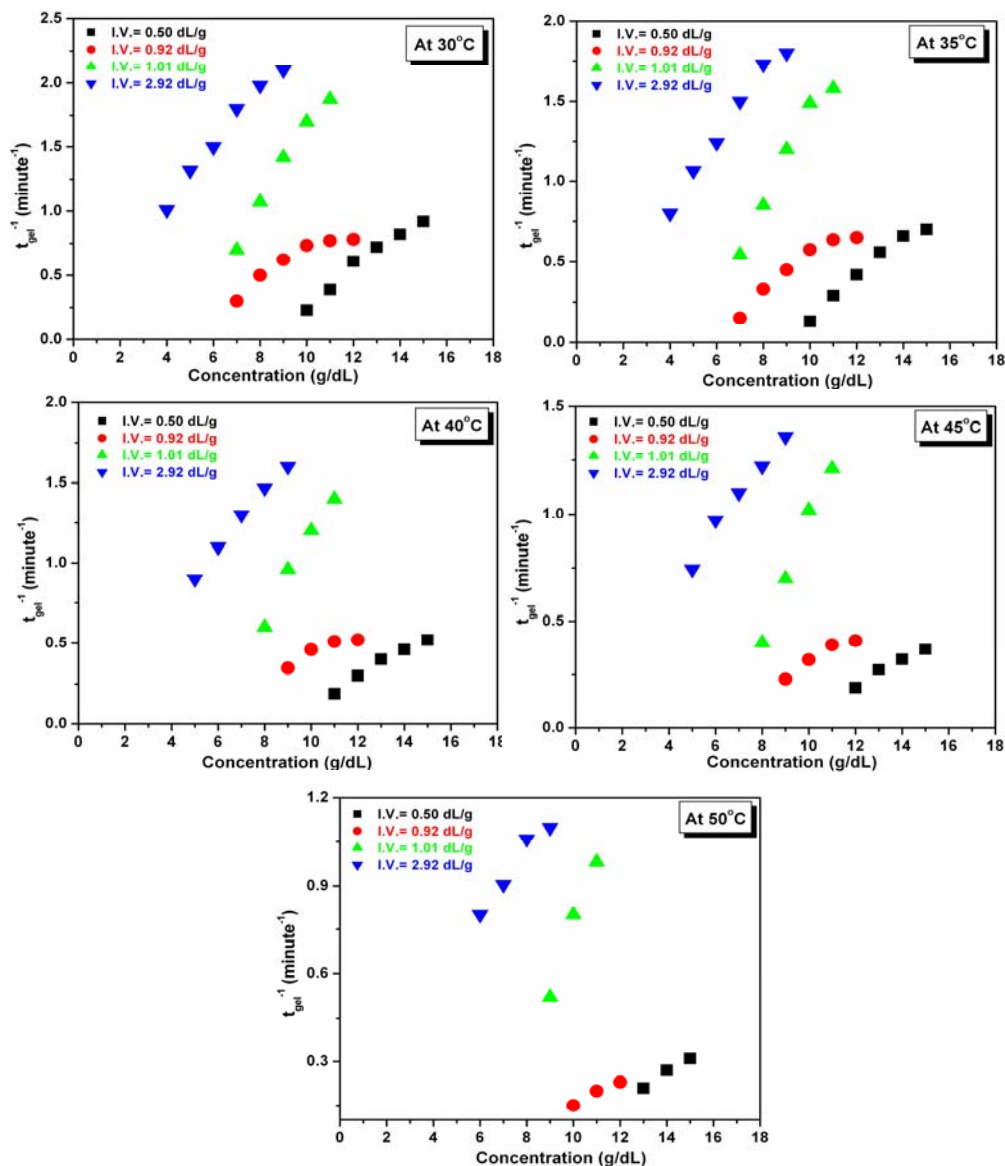 At 30°C
I.V.= 0.50 dL/g
I.V.= 0.92 dL/g
I.V.= 1.01 dL/g
I.V.= 2.92 dL/g
2.5
2.0
1.5
1.0
0.5
0.0
t_gel^-1 (minute^-1)
0 2 4 6 8 10 12 14 16 18
Concentration (g/dL)
At 35°C
I.V.= 0.50 dL/g
I.V.= 0.92 dL/g
I.V.= 1.01 dL/g
I.V.= 2.92 dL/g
2.0
1.5
1.0
0.5
0.0
t_gel^-1 (minute^-1)
0 2 4 6 8 10 12 14 16 18
Concentration (g/dL)
At 40°C
I.V.= 0.50 dL/g
I.V.= 0.92 dL/g
I.V.= 1.01 dL/g
I.V.= 2.92 dL/g
2.0
1.5
1.0
0.5
0.0
t_gel^-1 (minute^-1)
0 2 4 6 8 10 12 14 16 18
Concentration (g/dL)
At 45°C
I.V.= 0.50 dL/g
I.V.= 0.92 dL/g
I.V.= 1.01 dL/g
I.V.= 2.92 dL/g
1.5
1.0
0.5
0.0
t_gel^-1 (minute^-1)
0 2 4 6 8 10 12 14 16 18
Concentration (g/dL)
At 50°C
I.V.= 0.50 dL/g
I.V.= 0.92 dL/g
I.V.= 1.01 dL/g
I.V.= 2.92 dL/g
1.2
0.9
0.6
0.3
t_gel^-1 (minute^-1)
0 2 4 6 8 10 12 14 16 18
Concentration (g/dL)